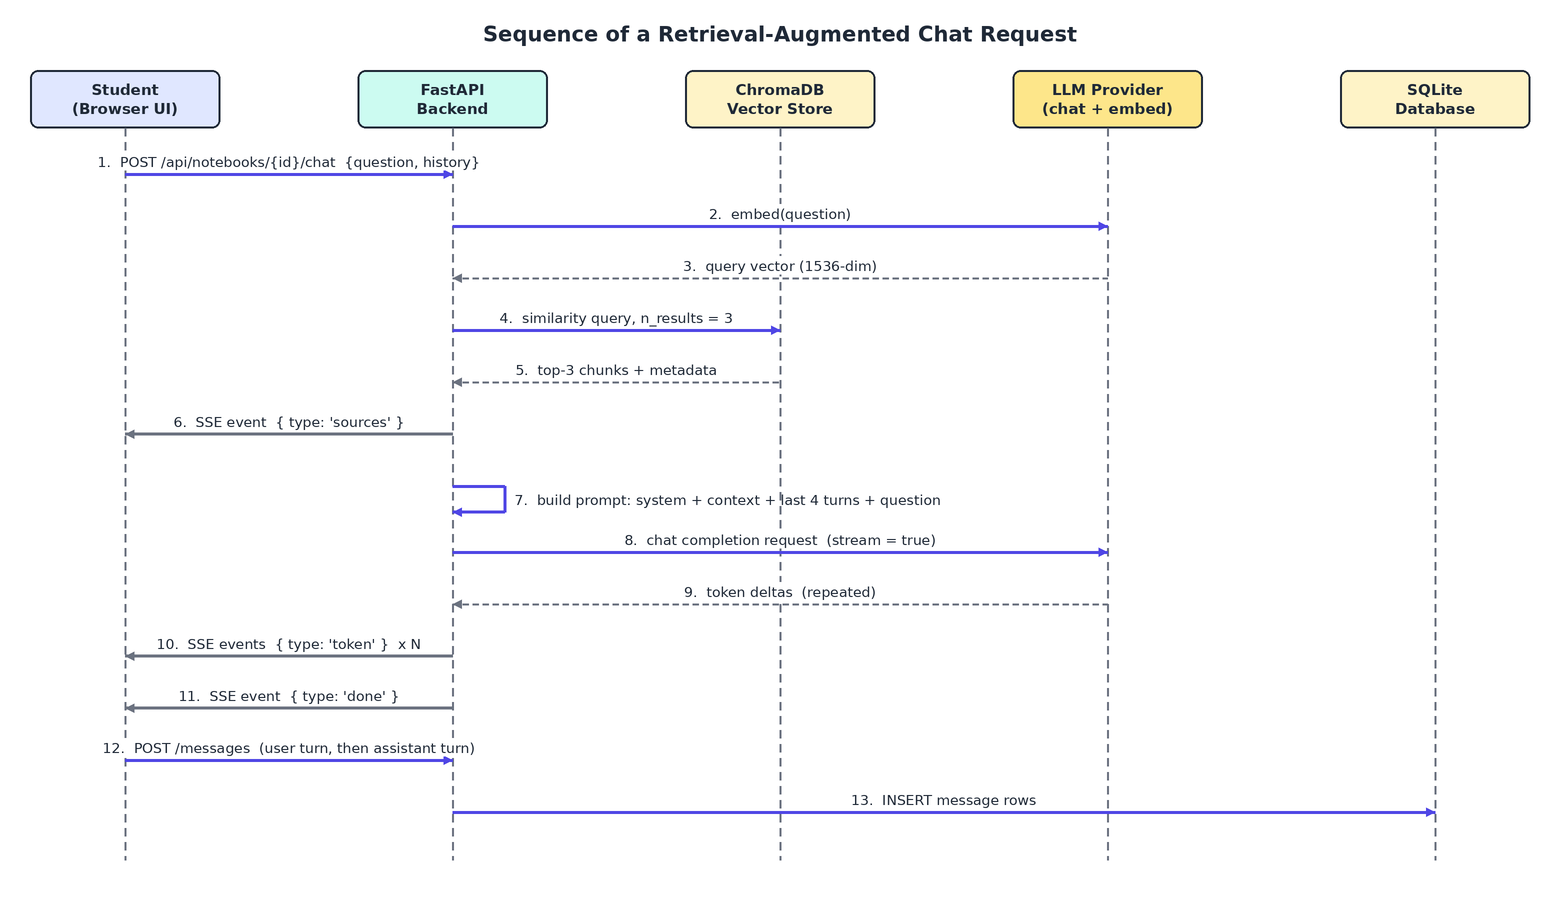 Sequence of a Retrieval-Augmented Chat Request
Student
(Browser UI)
FastAPI
Backend
ChromaDB
Vector Store
LLM Provider
(chat + embed)
SQLite
Database
1.  POST /api/notebooks/{id}/chat  {question, history}
2.  embed(question)
3.  query vector (1536-dim)
4.  similarity query, n_results = 3
5.  top-3 chunks + metadata
6.  SSE event  { type: 'sources' }
7.  build prompt: system + context + last 4 turns + question
8.  chat completion request  (stream = true)
9.  token deltas  (repeated)
10.  SSE events  { type: 'token' }  x N
11.  SSE event  { type: 'done' }
12.  POST /messages  (user turn, then assistant turn)
13.  INSERT message rows